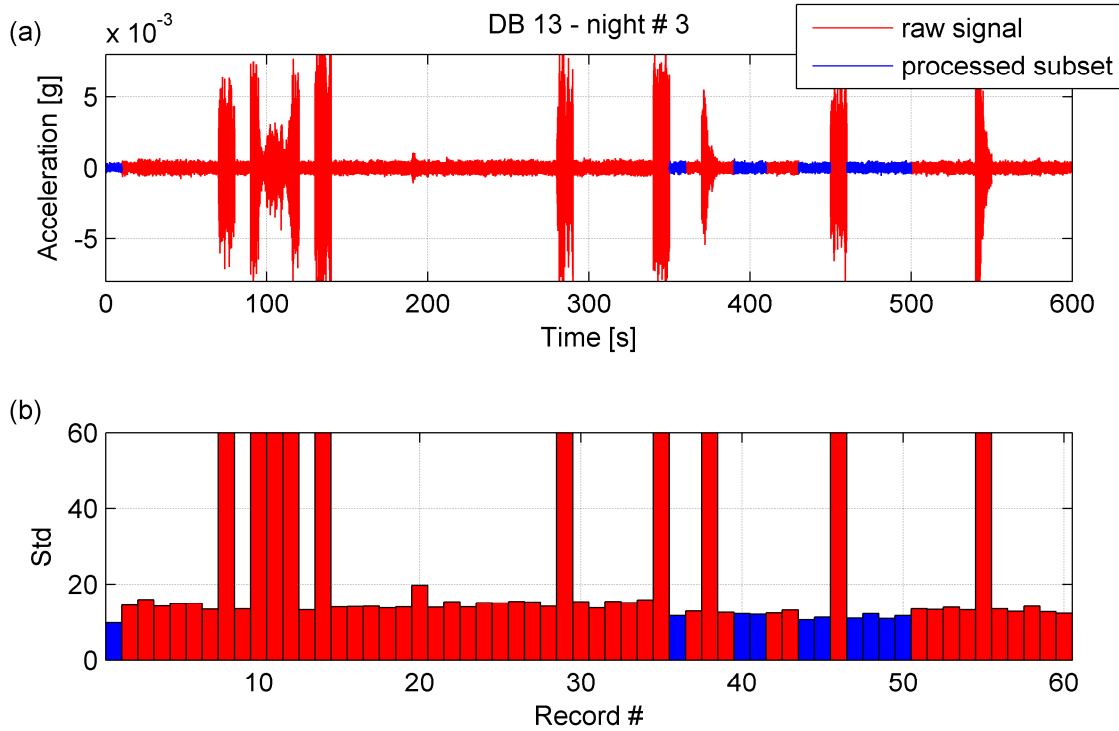 (a)
x 10-3
DB 13 - night # 3
raw signal
processed subset
Acceleration [g]
5
0
-5
0 100 200 300 400 500 600
Time [s]
(b)
Std
60
40
20
0
10 20 30 40 50 60
Record #